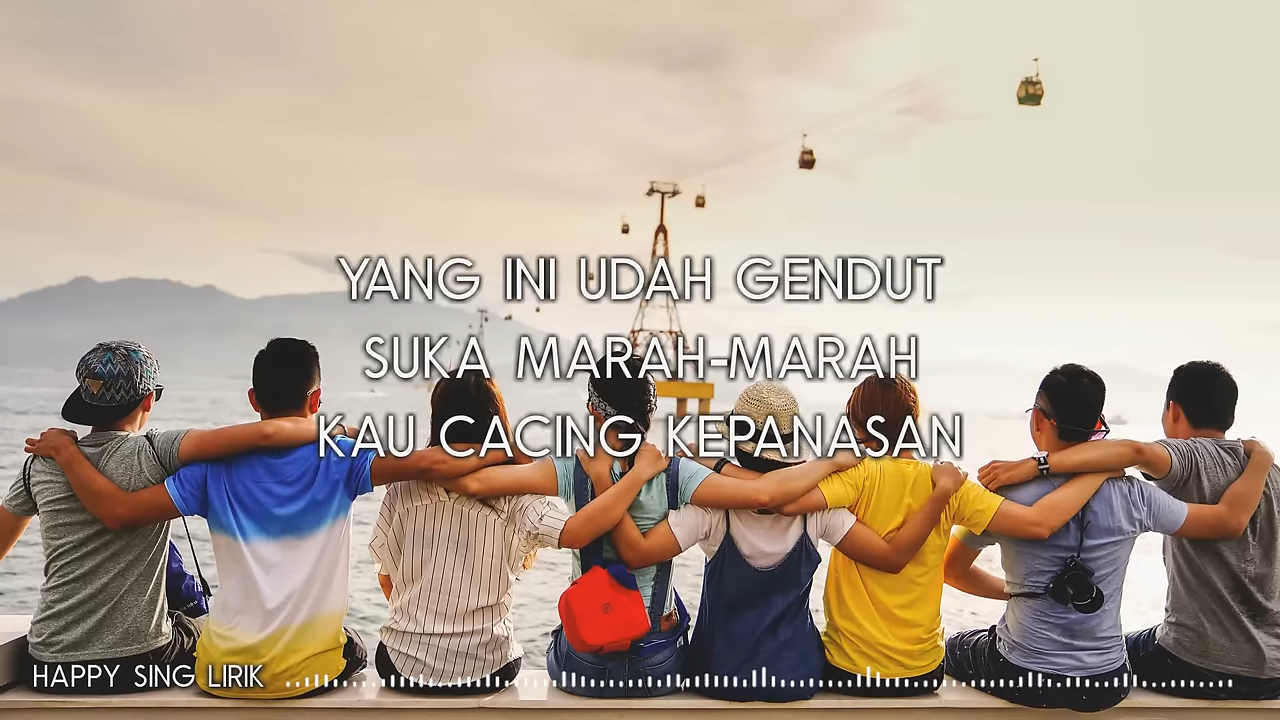 YANG INI UDAH GENDUT
SUKA MARAH-MARAH
KAU CACING KEPANASAN
HAPPY SING LIRIK